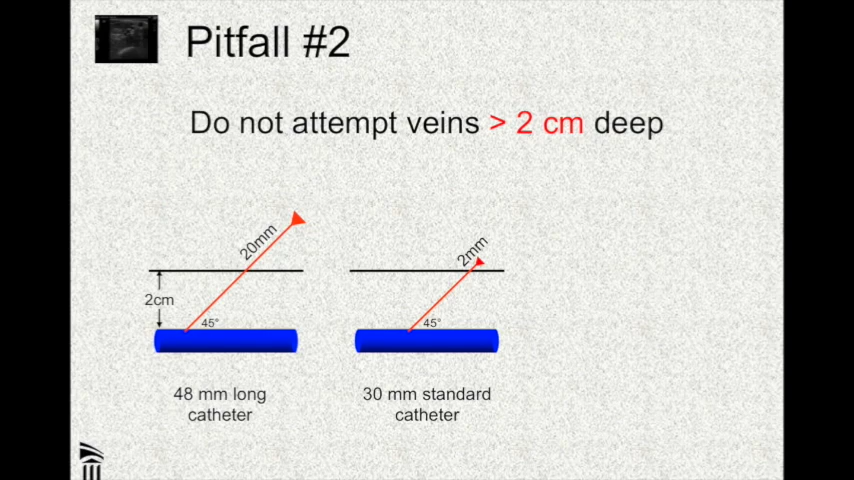 Pitfall #2
Do not attempt veins > 2 cm deep
20mm
2mm
2cm
45°
45°
48 mm long
catheter
30 mm standard
catheter